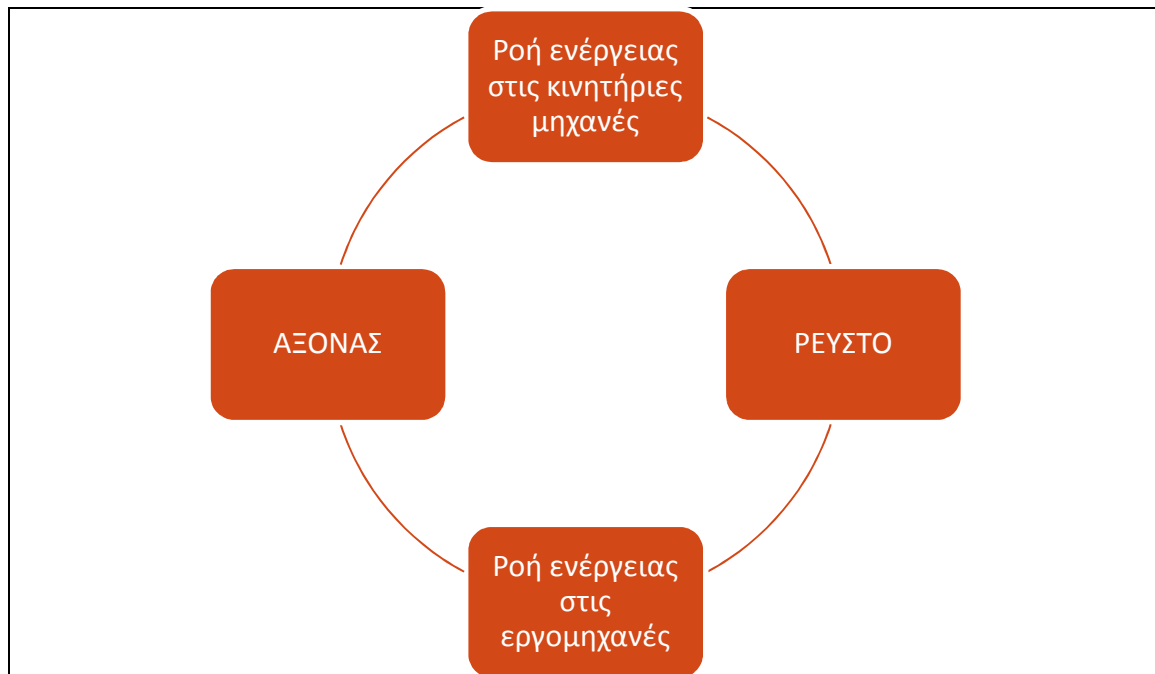 Ροή ενέργειας
στις κινητήριες
μηχανές
ΑΞΟΝΑΣ
ΡΕΥΣΤΟ
Ροή ενέργειας
στις
εργομηχανές